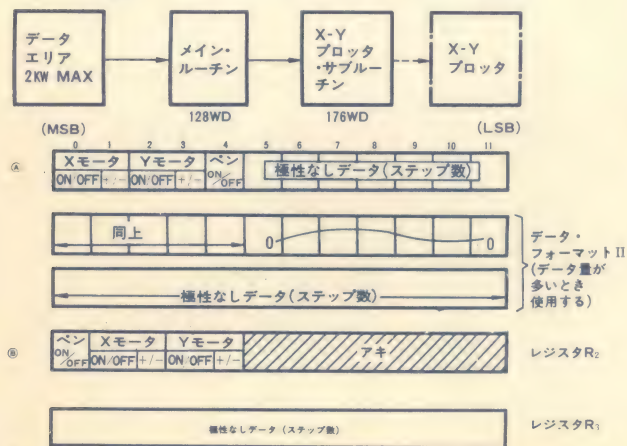 データ
エリア
2KW MAX
メイン・
ルーチン
128WD
X-Y
プロッタ
・サブルー
チン
176WD
X-Y
プロッタ
(MSB)
(LSB)
0 1 2 3 4 5 6 7 8 9 10 11
Ⓐ
Xモータ Yモータ ペン
ON/OFF +/− ON/OFF +/− ON/OFF
極性なしデータ(ステップ数)
同上
0 0
極性なしデータ(ステップ数)
データ・
フォーマットII
(データ量が
多いとき
使用する)
Ⓑ
ペン Xモータ Yモータ
ON/OFF ON/OFF +/− ON/OFF +/−
アキ
レジスタR₂
極性なしデータ(ステップ数)
レジスタR₃